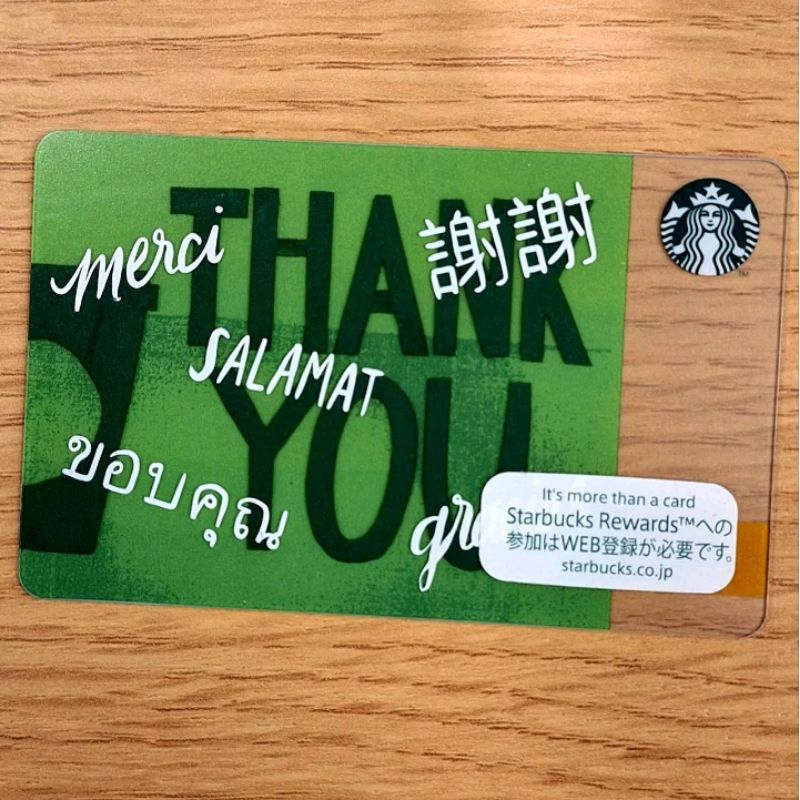 THANK
YOU
merci
謝謝
SALAMAT
ขอบคุณ
It's more than a card
Starbucks Rewards™への
参加はWEB登録が必要です。
starbucks.co.jp
TM